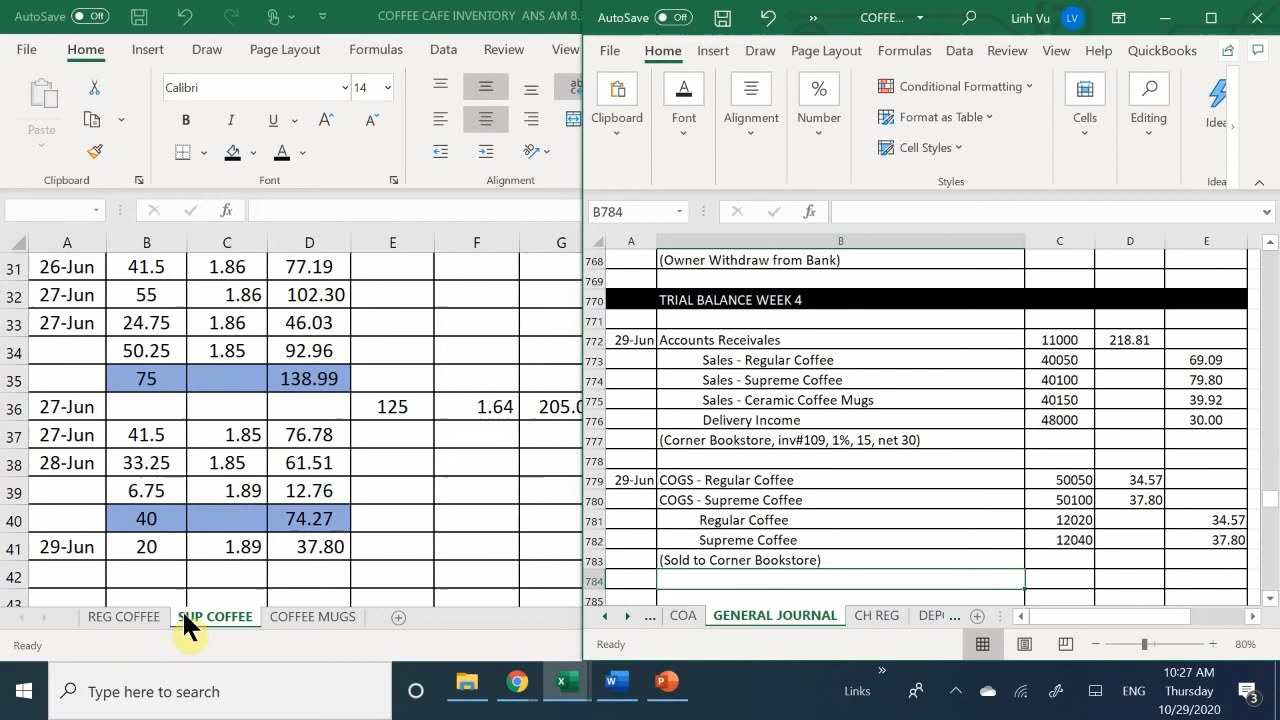 AutoSave Off COFFEE CAFE INVENTORY ANS AM 8.
File Home Insert Draw Page Layout Formulas Data Review View
Paste
Calibri 14
B I U A A
A
ab
Clipboard Font Alignment
fx
A B C D E F G
31 26-Jun 41.5 1.86 77.19
32 27-Jun 55 1.86 102.30
33 27-Jun 24.75 1.86 46.03
34 50.25 1.85 92.96
35 75 138.99
36 27-Jun 125 1.64 205.0
37 27-Jun 41.5 1.85 76.78
38 28-Jun 33.25 1.85 61.51
39 6.75 1.89 12.76
40 40 74.27
41 29-Jun 20 1.89 37.80
42
43
REG COFFEE SUP COFFEE COFFEE MUGS
Ready
AutoSave Off COFFE... Linh Vu LV
File Home Insert Draw Page Layout Formulas Data Review View Help QuickBooks
Clipboard Font Alignment Number
Conditional Formatting
Format as Table
Cell Styles
Cells Editing Idea
Styles Idea
B784 fx
A B C D E
768 (Owner Withdraw from Bank)
769
770 TRIAL BALANCE WEEK 4
771
772 29-Jun Accounts Receivales 11000 218.81
773 Sales - Regular Coffee 40050 69.09
774 Sales - Supreme Coffee 40100 79.80
775 Sales - Ceramic Coffee Mugs 40150 39.92
776 Delivery Income 48000 30.00
777 (Corner Bookstore, inv#109, 1%, 15, net 30)
778
779 29-Jun COGS - Regular Coffee 50050 34.57
780 COGS - Supreme Coffee 50100 37.80
781 Regular Coffee 12020 34.57
782 Supreme Coffee 12040 37.80
783 (Sold to Corner Bookstore)
784
785
... COA GENERAL JOURNAL CH REG DEPO ...
Ready 80%
Type here to search
Links ENG
10:27 AM
Thursday
10/29/2020
3